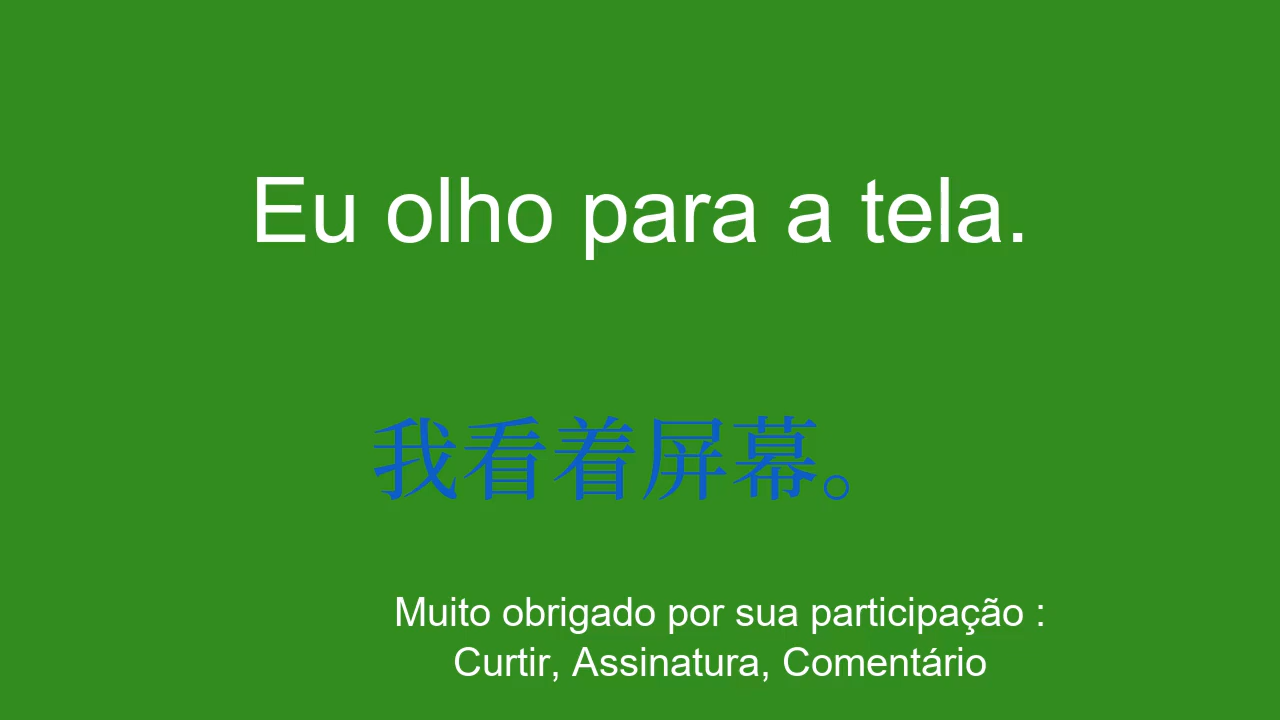 Eu olho para a tela.
我看着屏幕。
Muito obrigado por sua participação :
Curtir, Assinatura, Comentário